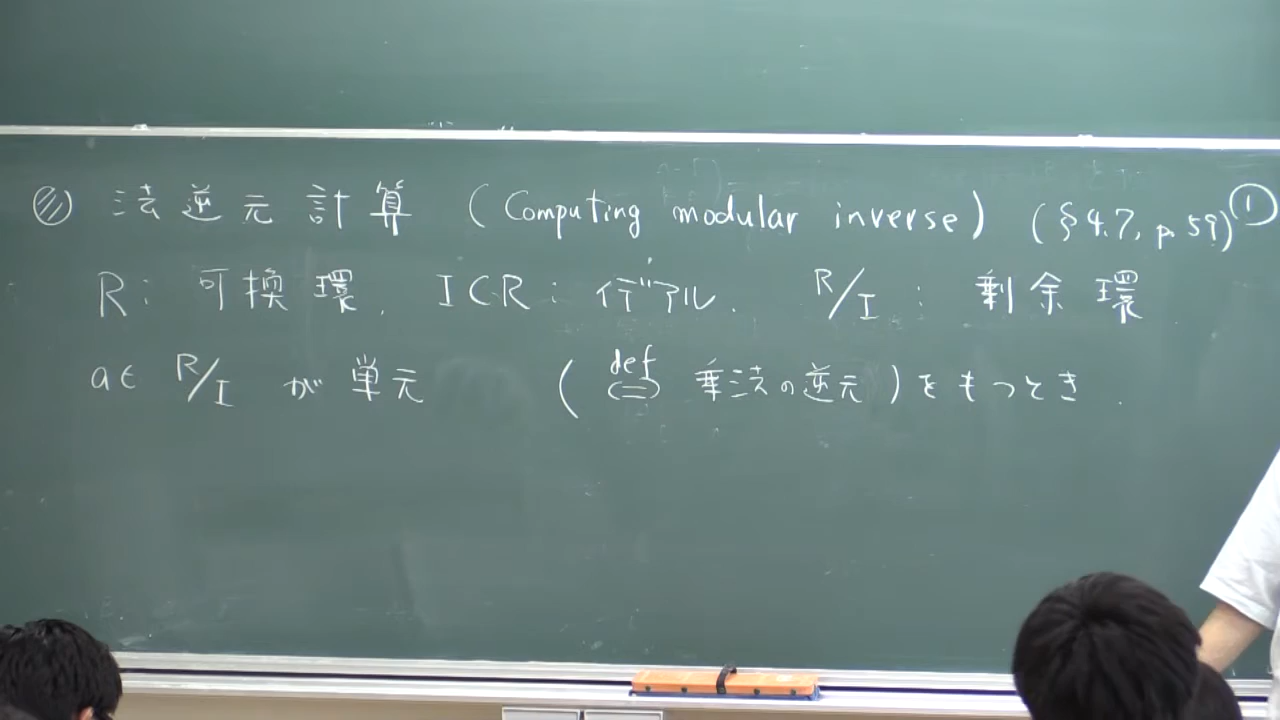 法逆元計算 (Computing modular inverse) (§4.7, p.59) ①
R: 可換環, I⊂R: イデアル. R/I: 剰余環
a∈ R/I が 単元 (def⇔ 乗法の逆元) をもつとき.